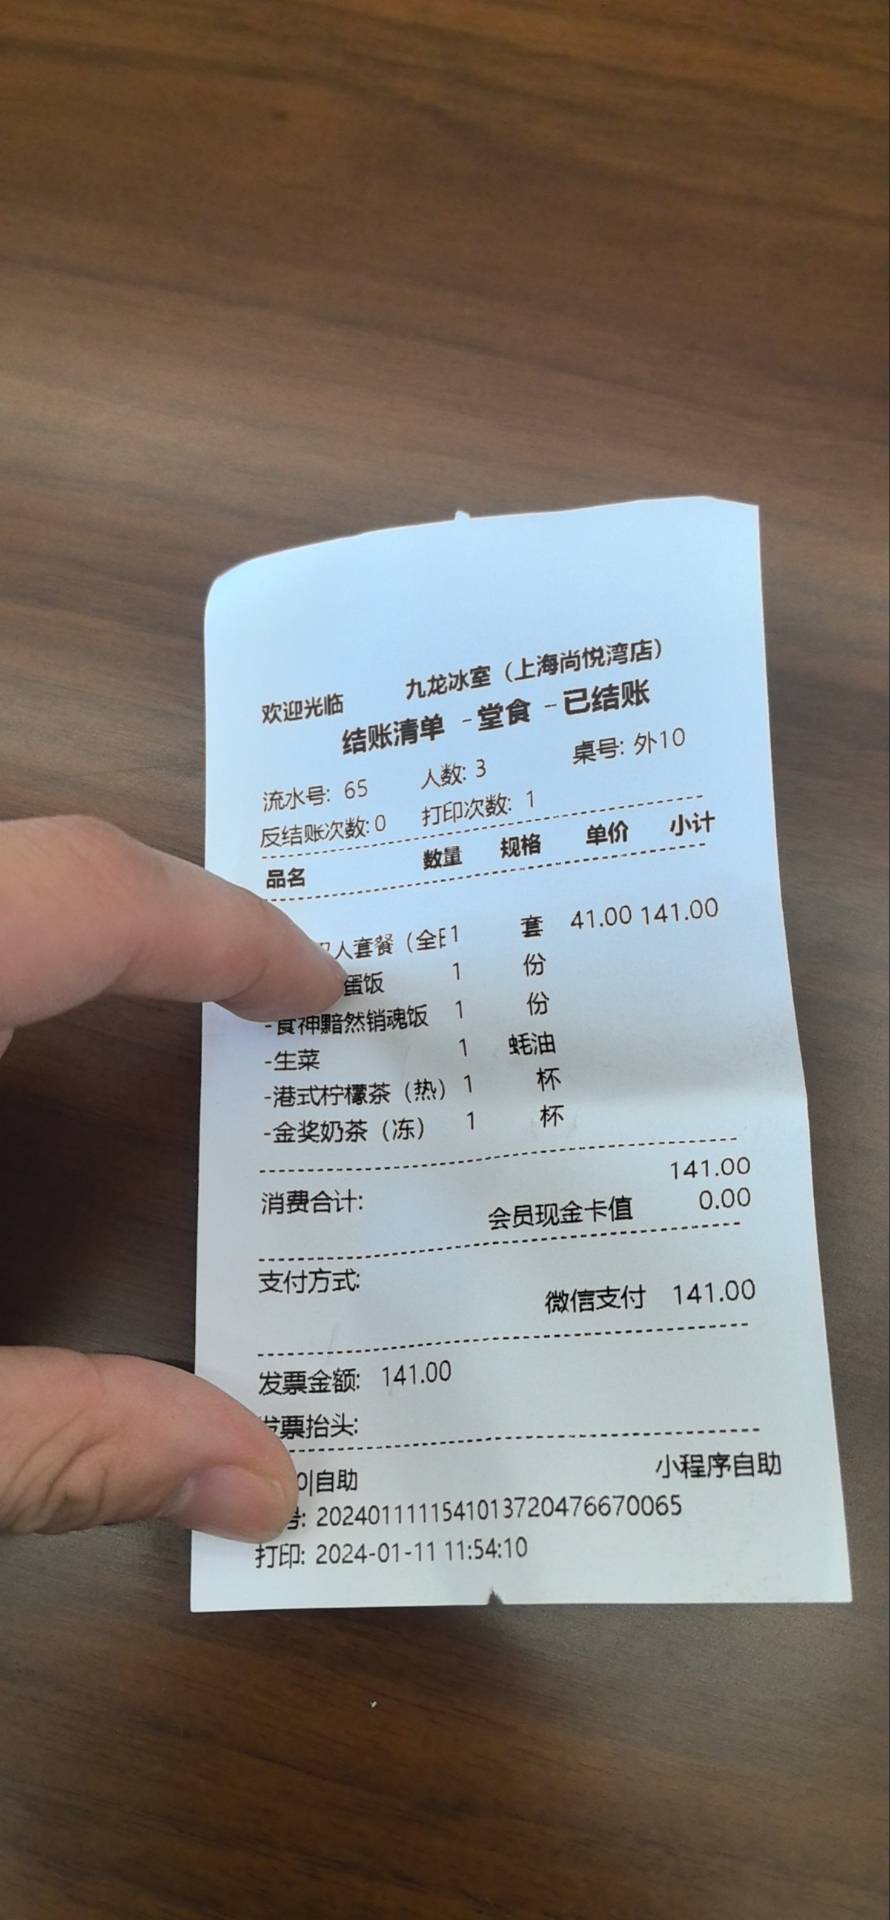 欢迎光临 九龙冰室（上海尚悦湾店）
结账清单 -堂食 -已结账
流水号: 65 人数: 3 桌号: 外10
反结账次数:0 打印次数: 1
品名 数量 规格 单价 小计
人套餐（全 1 套 41.00 141.00
蛋饭 1 份
-食神黯然销魂饭 1 份
-生菜 1 蚝油
-港式柠檬茶（热） 1 杯
-金奖奶茶（冻） 1 杯
消费合计: 141.00
会员现金卡值 0.00
支付方式:
微信支付 141.00
发票金额: 141.00
发票抬头:
自助 小程序自助
号: 20240111115410137204766​70065
打印: 2024-01-11 11:54:10